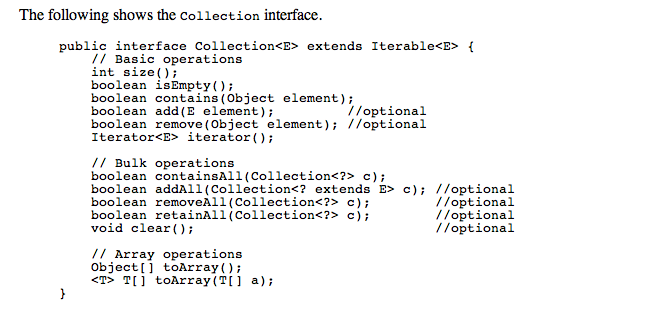 The following shows the Collection interface.
public interface Collection<E> extends Iterable<E> {
// Basic operations
int size();
boolean isEmpty();
boolean contains(Object element);
boolean add(E element); //optional
boolean remove(Object element); //optional
Iterator<E> iterator();
// Bulk operations
boolean containsAll(Collection<?> c);
boolean addAll(Collection<? extends E> c); //optional
boolean removeAll(Collection<?> c); //optional
boolean retainAll(Collection<?> c); //optional
void clear(); //optional
// Array operations
Object[] toArray();
<T> T[] toArray(T[] a);
}